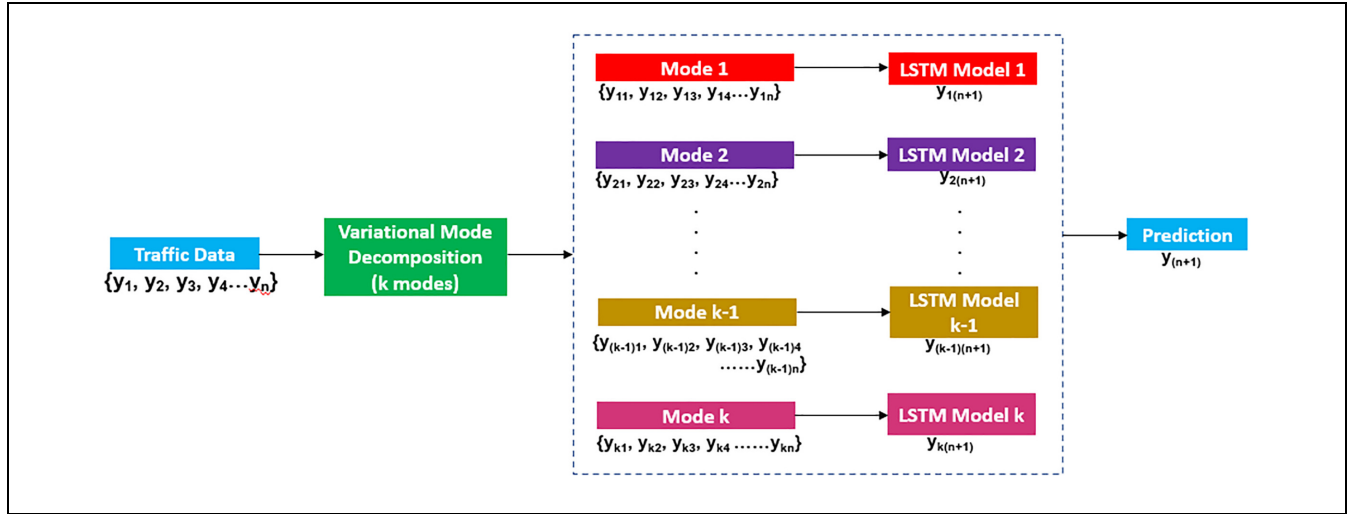 Traffic Data
{y1, y2, y3, y4...yn}
Variational Mode
Decomposition
(k modes)
Mode 1
{y11, y12, y13, y14...y1n}
LSTM Model 1
y1(n+1)
Mode 2
{y21, y22, y23, y24...y2n}
LSTM Model 2
y2(n+1)
Mode k-1
{y(k-1)1, y(k-1)2, y(k-1)3, y(k-1)4
......y(k-1)n}
LSTM Model
k-1
y(k-1)(n+1)
Mode k
{yk1, yk2, yk3, yk4 ......ykn}
LSTM Model k
yk(n+1)
Prediction
y(n+1)